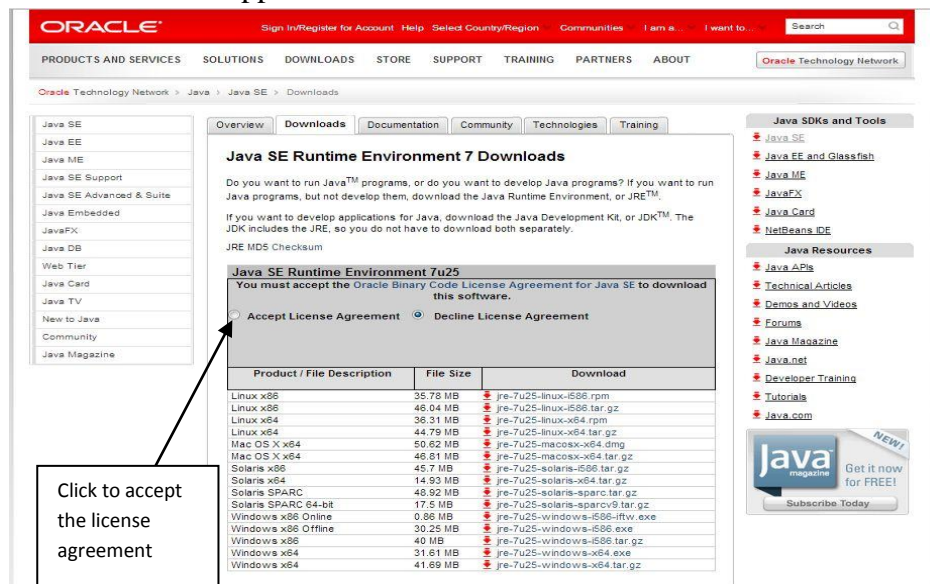 ORACLE
Sign In/Register for Account Help Select Country/Region Communities I am a... I want to... Search
PRODUCTS AND SERVICES SOLUTIONS DOWNLOADS STORE SUPPORT TRAINING PARTNERS ABOUT Oracle Technology Network
Oracle Technology Network > Java > Java SE > Downloads
Java SE
Java EE
Java ME
Java SE Support
Java SE Advanced & Suite
Java Embedded
JavaFX
Java DB
Web Tier
Java Card
Java TV
New to Java
Community
Java Magazine
Overview Downloads Documentation Community Technologies Training
Java SE Runtime Environment 7 Downloads
Do you want to run Java™ programs, or do you want to develop Java programs? If you want to run
Java programs, but not develop them, download the Java Runtime Environment, or JRE™.
If you want to develop applications for Java, download the Java Development Kit, or JDK™. The
JDK includes the JRE, so you do not have to download both separately.
JRE MD5 Checksum
Java SE Runtime Environment 7u25
You must accept the Oracle Binary Code License Agreement for Java SE to download
this software.
Accept License Agreement Decline License Agreement
Product / File Description File Size Download
Linux x86 35.78 MB jre-7u25-linux-i586.rpm
Linux x86 46.04 MB jre-7u25-linux-i586.tar.gz
Linux x64 36.31 MB jre-7u25-linux-x64.rpm
Linux x64 44.79 MB jre-7u25-linux-x64.tar.gz
Mac OS X x64 50.62 MB jre-7u25-macosx-x64.dmg
Mac OS X x64 46.81 MB jre-7u25-macosx-x64.tar.gz
Solaris x86 45.7 MB jre-7u25-solaris-i586.tar.gz
Solaris x64 14.93 MB jre-7u25-solaris-x64.tar.gz
Solaris SPARC 48.92 MB jre-7u25-solaris-sparc.tar.gz
Solaris SPARC 64-bit 17.5 MB jre-7u25-solaris-sparcv9.tar.gz
Windows x86 Online 0.86 MB jre-7u25-windows-i586-iftw.exe
Windows x86 Offline 30.25 MB jre-7u25-windows-i586.exe
Windows x86 40 MB jre-7u25-windows-i586.tar.gz
Windows x64 31.61 MB jre-7u25-windows-x64.exe
Windows x64 41.69 MB jre-7u25-windows-x64.tar.gz
Click to accept
the license
agreement
Java SDKs and Tools
Java SE
Java EE and Glassfish
Java ME
JavaFX
Java Card
NetBeans IDE
Java Resources
Java APIs
Technical Articles
Demos and Videos
Forums
Java Magazine
Java.net
Developer Training
Tutorials
Java.com
NEW!
Java
magazine
Get it now
for FREE!
Subscribe Today